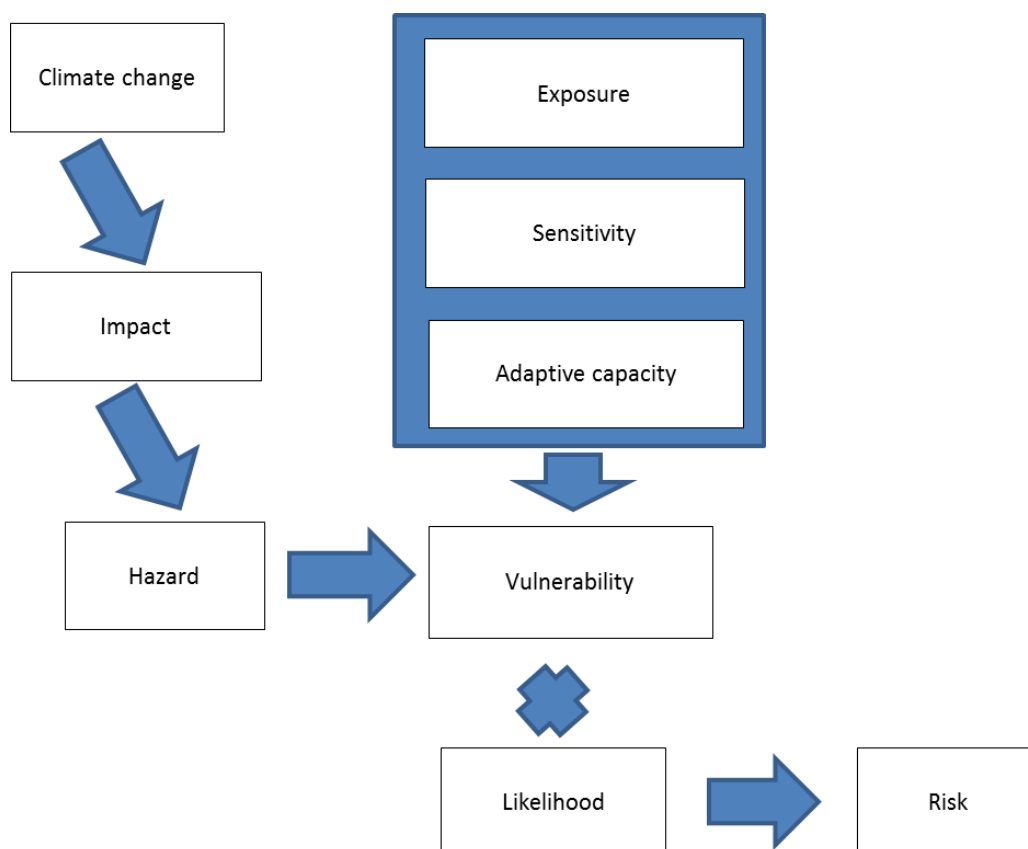 Climate change
Exposure
Sensitivity
Impact
Adaptive capacity
Hazard
Vulnerability
Likelihood
Risk